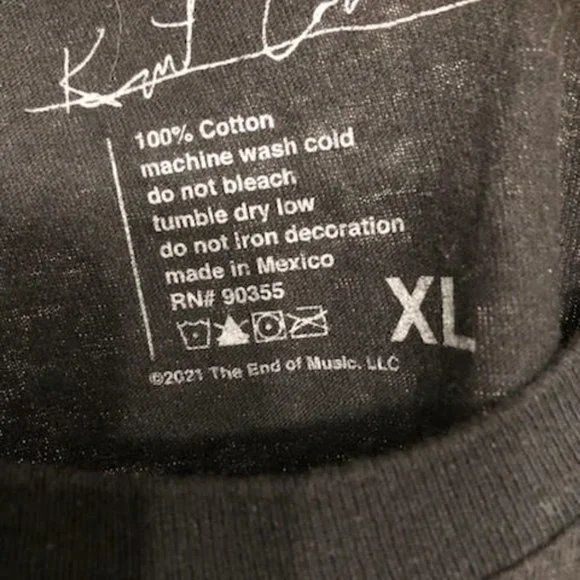 100% Cotton
machine wash cold
do not bleach
tumble dry low
do not iron decoration
made in Mexico
RN# 90355
XL
©2021 The End of Music, LLC